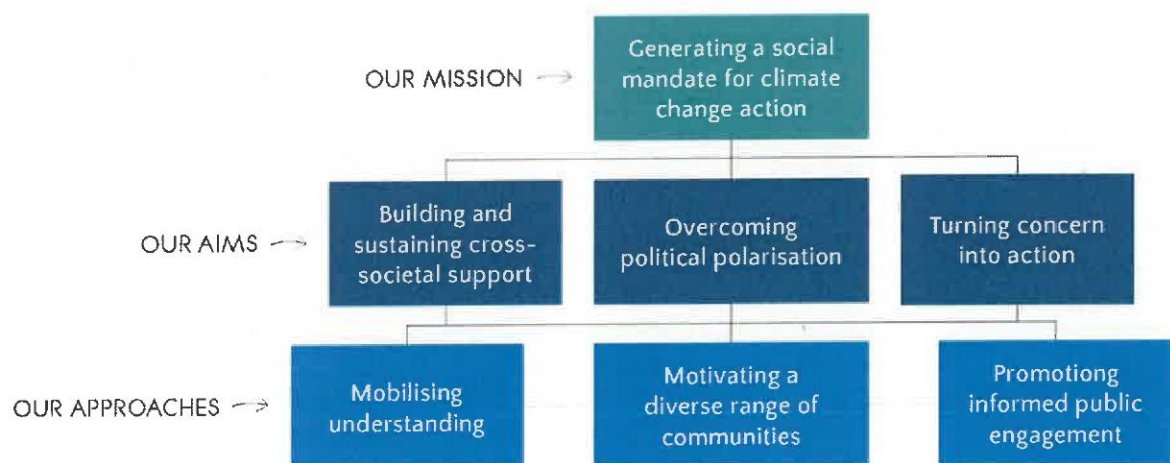 Generating a social
mandate for climate
change action
OUR MISSION →
Building and
sustaining cross-
societal support
Overcoming
political polarisation
Turning concern
into action
OUR AIMS →
Mobilising
understanding
Motivating a
diverse range of
communities
Promotiong
informed public
engagement
OUR APPROACHES →